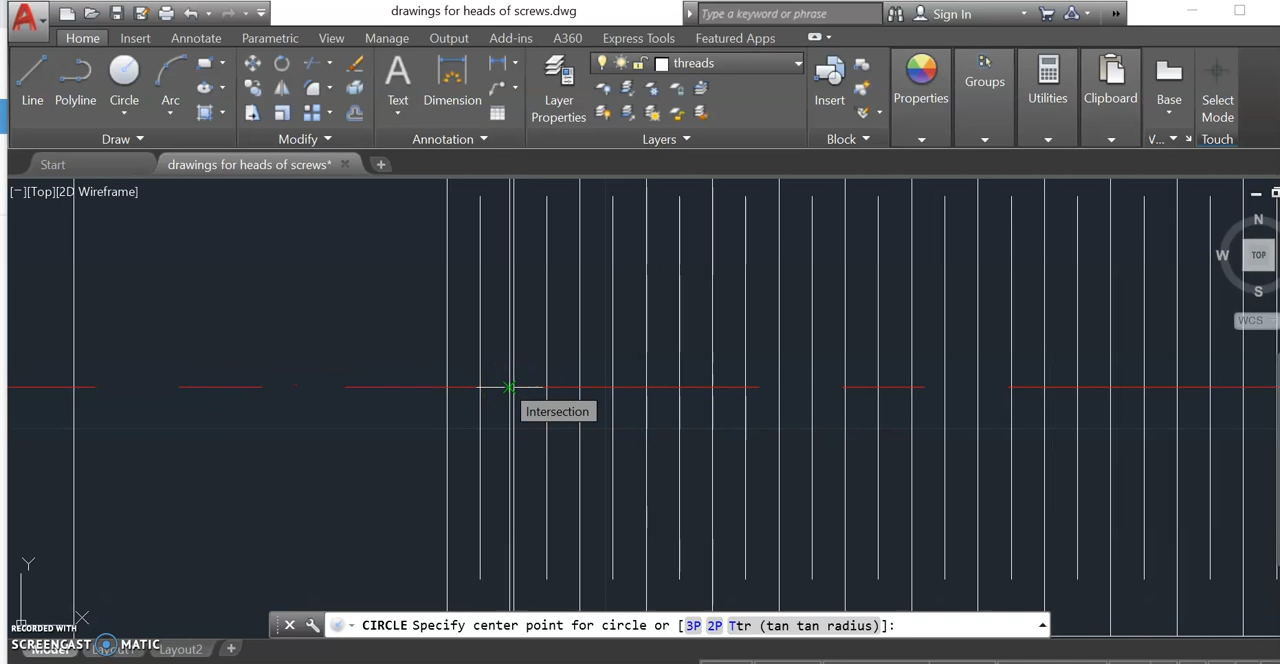 drawings for heads of screws.dwg
Type a keyword or phrase
Sign In
Home Insert Annotate Parametric View Manage Output Add-ins A360 Express Tools Featured Apps
threads
Line Polyline Circle Arc
Text Dimension
Layer Properties
Insert
Properties
Groups
Utilities
Clipboard
Base
Select Mode
Draw Modify Annotation Layers Block V... Touch
Start drawings for heads of screws*
[−][Top][2D Wireframe]
N
W TOP
S
WCS
Intersection
Y
X
CIRCLE Specify center point for circle or [3P 2P Ttr (tan tan radius)]:
RECORDED WITH
SCREENCAST MATIC
Model Layout1 Layout2